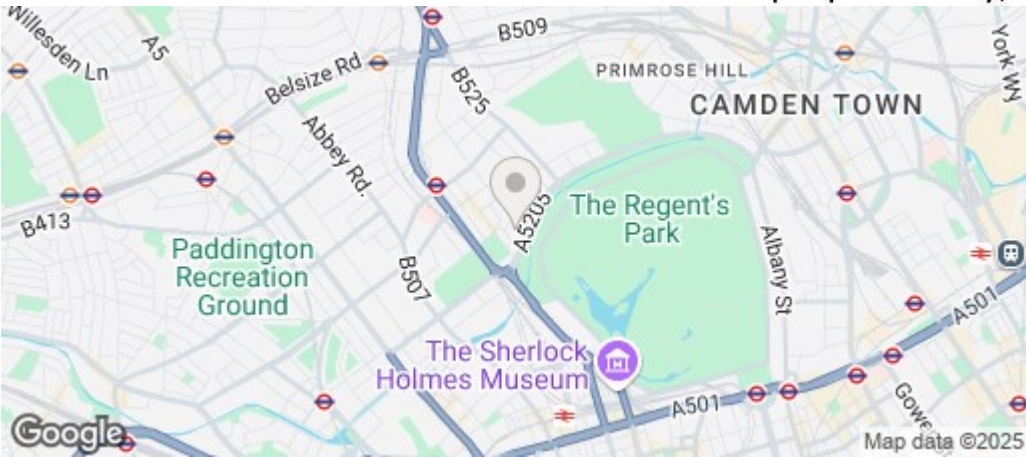 Willesden Ln
A5
B509
York Wy
Belsize Rd
B525
PRIMROSE HILL
CAMDEN TOWN
Abbey Rd.
A5205
The Regent's
Park
B413
Paddington
Recreation
Ground
B507
Albany St
A501
The Sherlock
Holmes Museum
A501
Gowe
Google
Map data ©2025